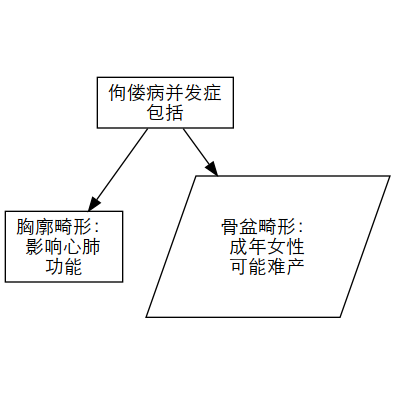 佝偻病并发症
包括
胸廓畸形：
影响心肺
功能
骨盆畸形：
成年女性
可能难产